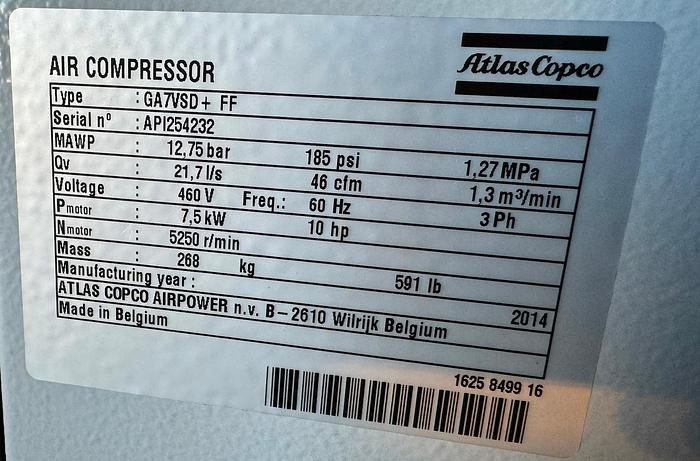 Atlas Copco
AIR COMPRESSOR
Type : GA7VSD+ FF
Serial nº : API254232
MAWP : 12,75 bar 185 psi 1,27 MPa
Qv : 21,7 l/s 46 cfm 1,3 m³/min
Voltage : 460 V Freq.: 60 Hz 3 Ph
Pmotor : 7,5 kW 10 hp
Nmotor : 5250 r/min
Mass : 268 kg 591 lb
Manufacturing year : 2014
ATLAS COPCO AIRPOWER n.v. B-2610 Wilrijk Belgium
Made in Belgium
1625 8499 16